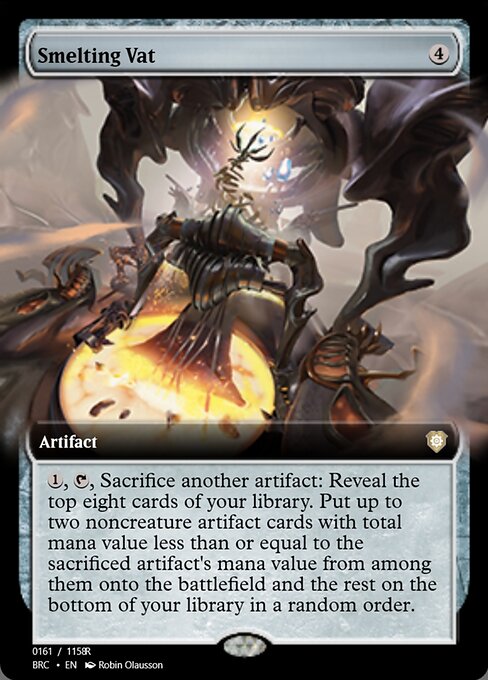 Smelting Vat 4
Artifact
1, T, Sacrifice another artifact: Reveal the
top eight cards of your library. Put up to
two noncreature artifact cards with total
mana value less than or equal to the
sacrificed artifact's mana value from among
them onto the battlefield and the rest on the
bottom of your library in a random order.
0161 / 1158R
BRC • EN Robin Olausson